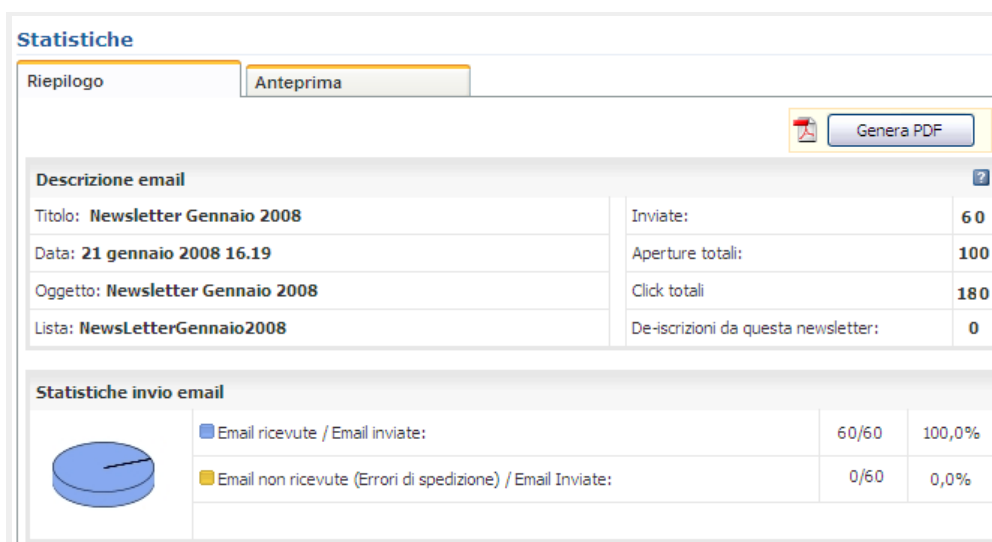 Statistiche
Riepilogo Anteprima
Genera PDF
Descrizione email ?
Titolo: Newsletter Gennaio 2008 Inviate: 60
Data: 21 gennaio 2008 16.19 Aperture totali: 100
Oggetto: Newsletter Gennaio 2008 Click totali 180
Lista: NewsLetterGennaio2008 De-iscrizioni da questa newsletter: 0
Statistiche invio email
Email ricevute / Email inviate: 60/60 100,0%
Email non ricevute (Errori di spedizione) / Email Inviate: 0/60 0,0%